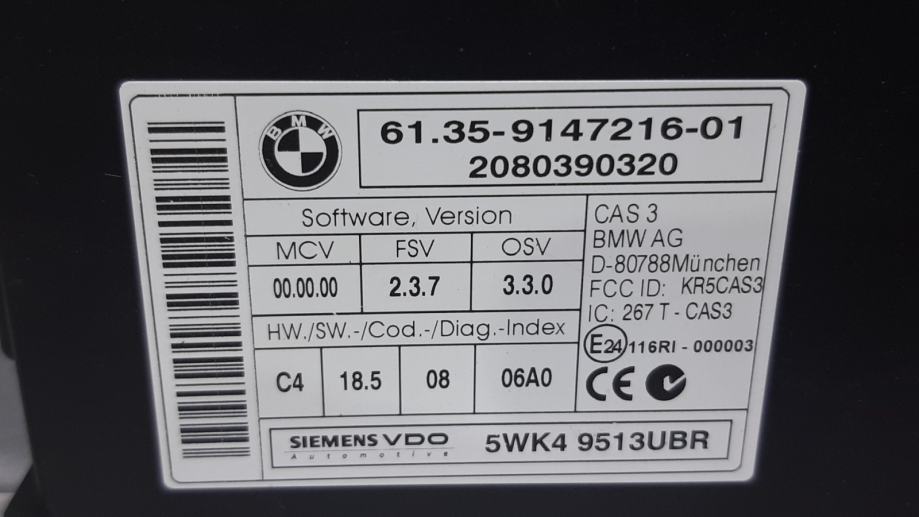 BMW
61.35-9147216-01
2080390320
Software, Version
MCV FSV OSV
00.00.00 2.3.7 3.3.0
HW./SW.-/Cod.-/Diag.-Index
C4 18.5 08 06A0
CAS 3
BMW AG
D-80788München
FCC ID: KR5CAS3
IC: 267 T - CAS3
E24 116RI - 000003
CE
SIEMENS VDO 5WK4 9513UBR
Automotive